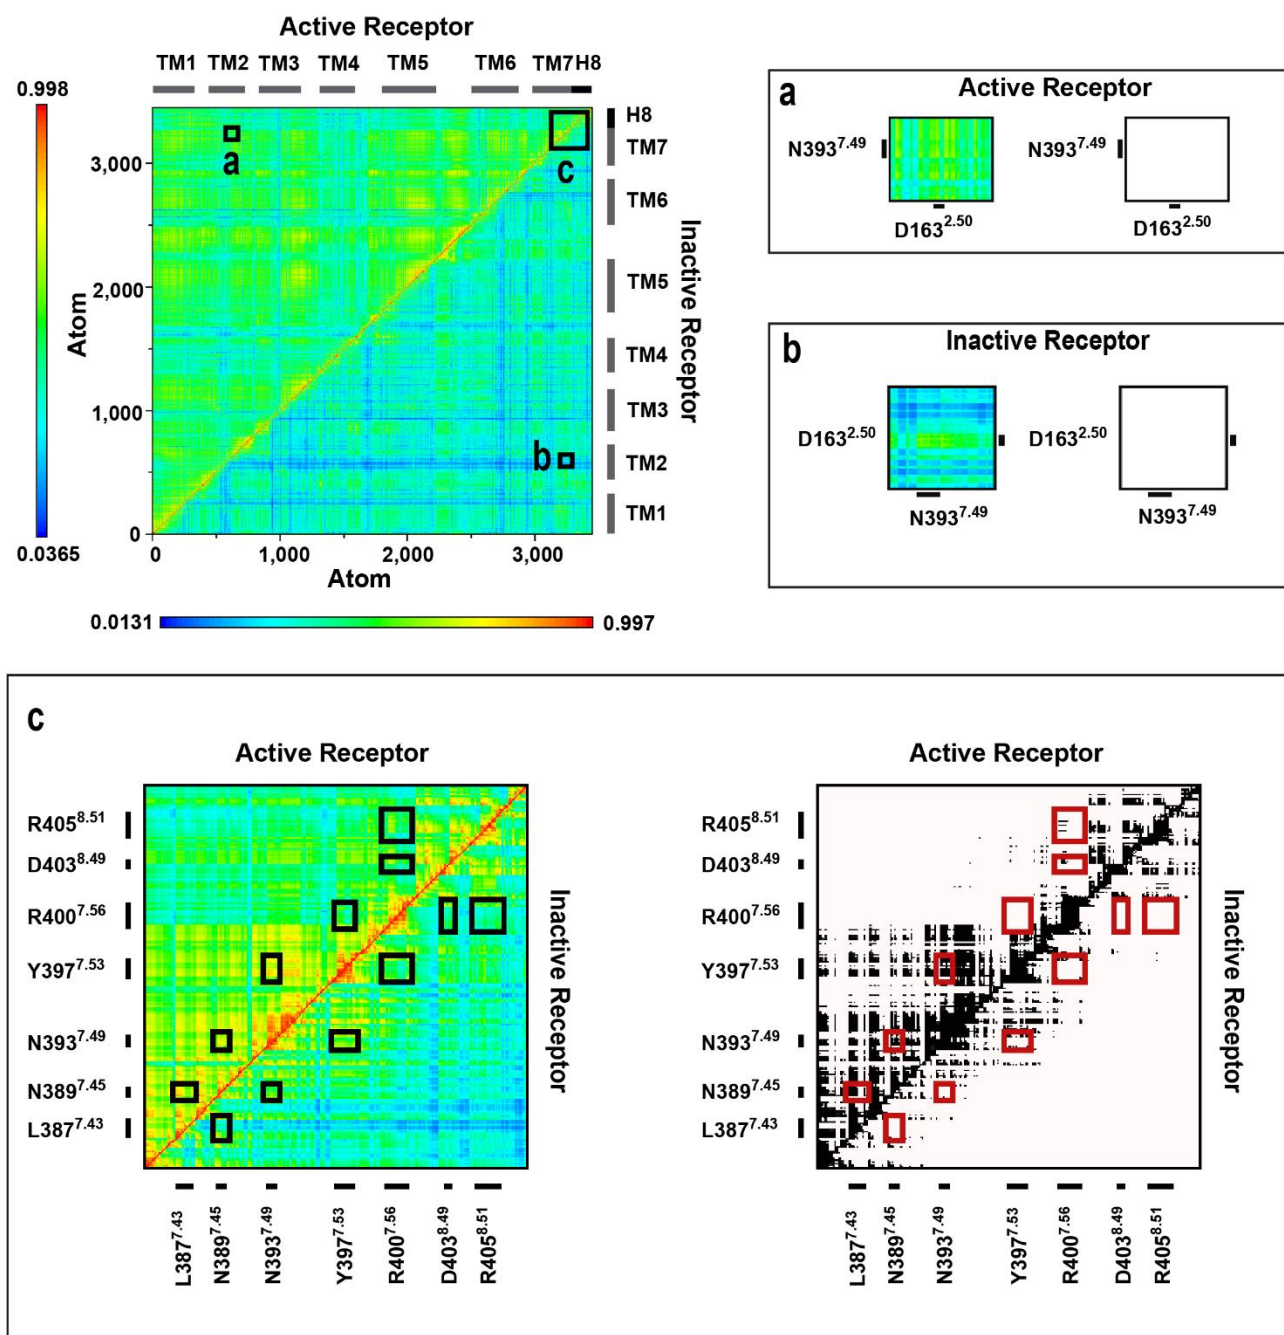 Active Receptor
TM1 TM2 TM3 TM4 TM5 TM6 TM7H8
0.998
0.0365
Atom
3,000
2,000
1,000
0
a
c
b
H8
TM7
TM6
TM5
TM4
TM3
TM2
TM1
Inactive Receptor
0 1,000 2,000 3,000
Atom
0.0131 0.997
a
Active Receptor
N393^7.49 N393^7.49
D163^2.50 D163^2.50
b
Inactive Receptor
D163^2.50 D163^2.50
N393^7.49 N393^7.49
c
Active Receptor
R405^8.51
D403^8.49
R400^7.56
Y397^7.53
N393^7.49
N389^7.45
L387^7.43
Inactive Receptor
L387^7.43 N389^7.45 N393^7.49 Y397^7.53 R400^7.56 D403^8.49 R405^8.51
Active Receptor
R405^8.51
D403^8.49
R400^7.56
Y397^7.53
N393^7.49
N389^7.45
L387^7.43
Inactive Receptor
L387^7.43 N389^7.45 N393^7.49 Y397^7.53 R400^7.56 D403^8.49 R405^8.51